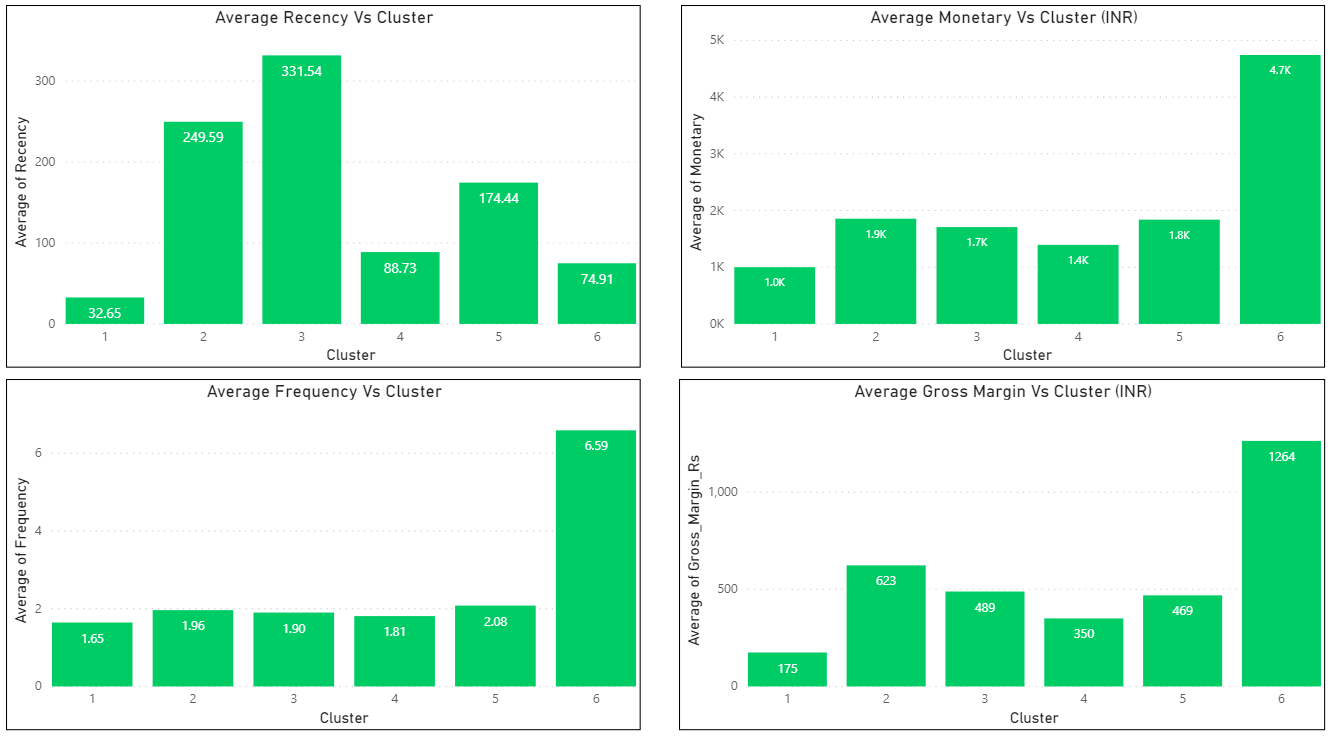 Average Recency Vs Cluster
Average of Recency
300
200
100
0
32.65
249.59
331.54
88.73
174.44
74.91
1 2 3 4 5 6
Cluster
Average Monetary Vs Cluster (INR)
Average of Monetary
5K
4K
3K
2K
1K
0K
1.0K
1.9K
1.7K
1.4K
1.8K
4.7K
1 2 3 4 5 6
Cluster
Average Frequency Vs Cluster
Average of Frequency
6
4
2
0
1.65
1.96
1.90
1.81
2.08
6.59
1 2 3 4 5 6
Cluster
Average Gross Margin Vs Cluster (INR)
Average of Gross_Margin_Rs
1,000
500
0
175
623
489
350
469
1264
1 2 3 4 5 6
Cluster